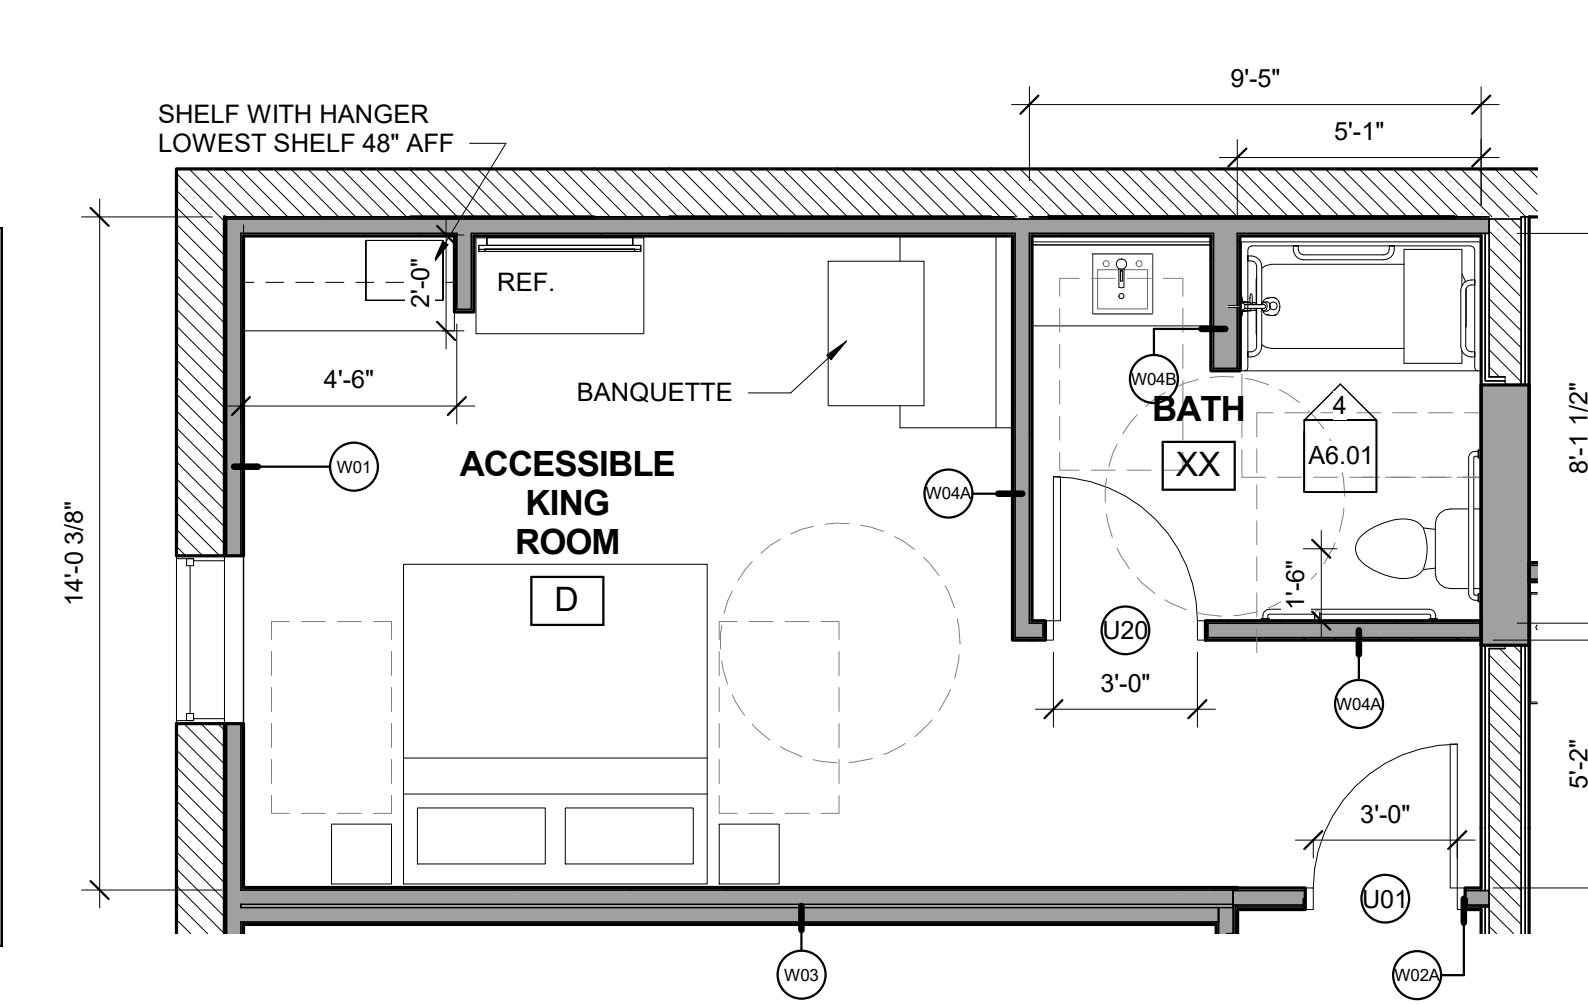 9'-5"
SHELF WITH HANGER
LOWEST SHELF 48" AFF
5'-1"
2'-0"
REF.
4'-6"
BANQUETTE
W04B
BATH
4
A6.01
XX
8'-1 1/2"
W01
ACCESSIBLE
KING
ROOM
D
W04A
14'-0 3/8"
1'-6"
U20
3'-0"
W04A
5'-2"
3'-0"
U01
W03
W02A